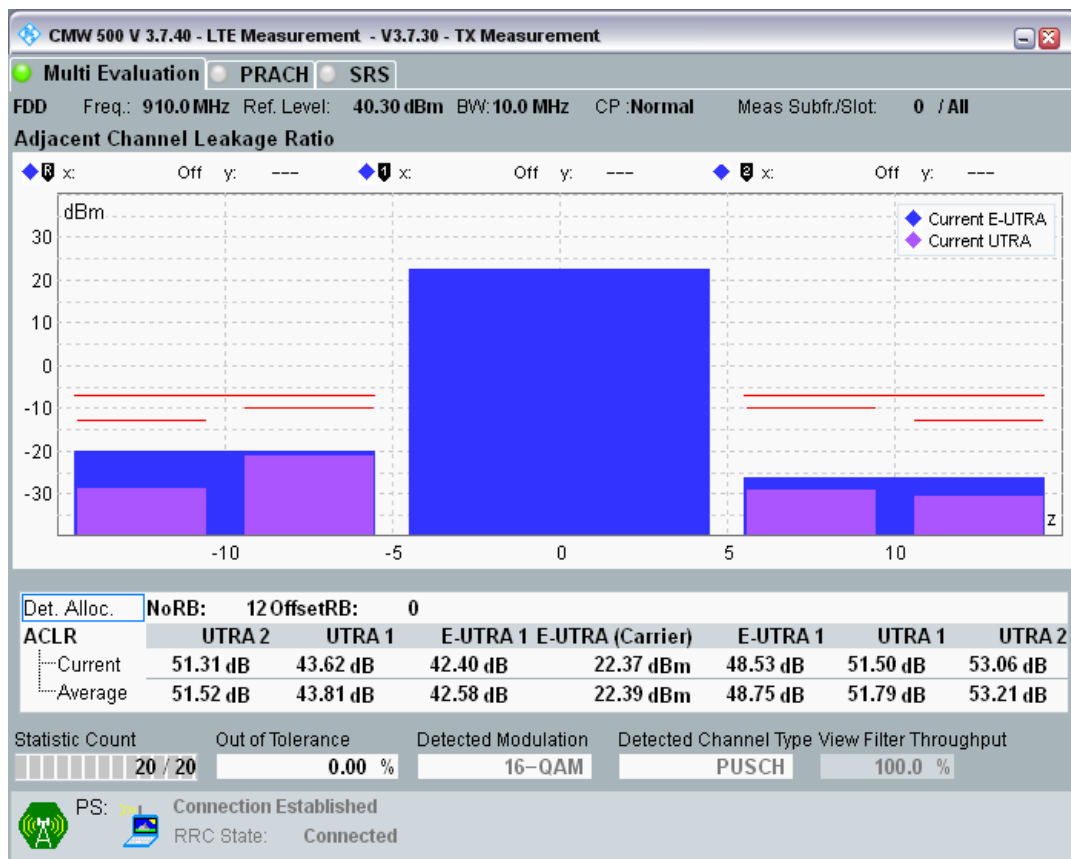 CMW 500 V 3.7.40 - LTE Measurement - V3.7.30 - TX Measurement
Multi Evaluation PRACH SRS
FDD Freq.: 910.0 MHz Ref. Level: 40.30 dBm BW: 10.0 MHz CP :Normal Meas Subfr./Slot: 0 / All
Adjacent Channel Leakage Ratio
R x: Off y: --- 1 x: Off y: --- 2 x: Off y: ---
dBm
Current E-UTRA
Current UTRA
30
20
10
0
-10
-20
-30
z
-10 -5 0 5 10
Det. Alloc. NoRB: 12 OffsetRB: 0
ACLR UTRA 2 UTRA 1 E-UTRA 1 E-UTRA (Carrier) E-UTRA 1 UTRA 1 UTRA 2
Current 51.31 dB 43.62 dB 42.40 dB 22.37 dBm 48.53 dB 51.50 dB 53.06 dB
Average 51.52 dB 43.81 dB 42.58 dB 22.39 dBm 48.75 dB 51.79 dB 53.21 dB
Statistic Count Out of Tolerance Detected Modulation Detected Channel Type View Filter Throughput
20 / 20 0.00 % 16-QAM PUSCH 100.0 %
PS: Connection Established
RRC State: Connected